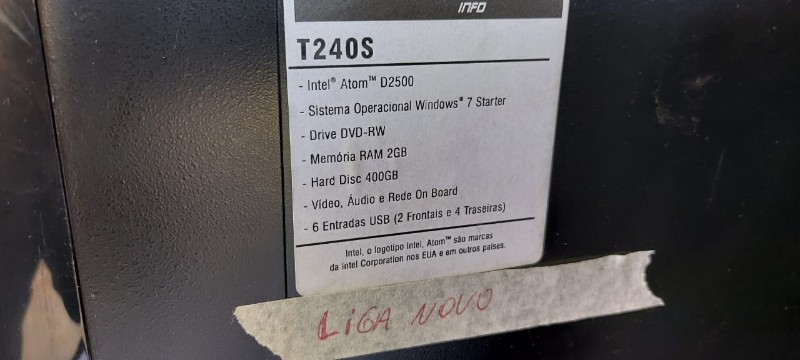 INFO
T240S
- Intel® Atom™ D2500
- Sistema Operacional Windows® 7 Starter
- Drive DVD-RW
- Memória RAM 2GB
- Hard Disc 400GB
- Vídeo, Áudio e Rede On Board
- 6 Entradas USB (2 Frontais e 4 Traseiras)
Intel, o logotipo Intel, Atom™ são marcas
da Intel Corporation nos EUA e em outros países.
LIGA NOVO